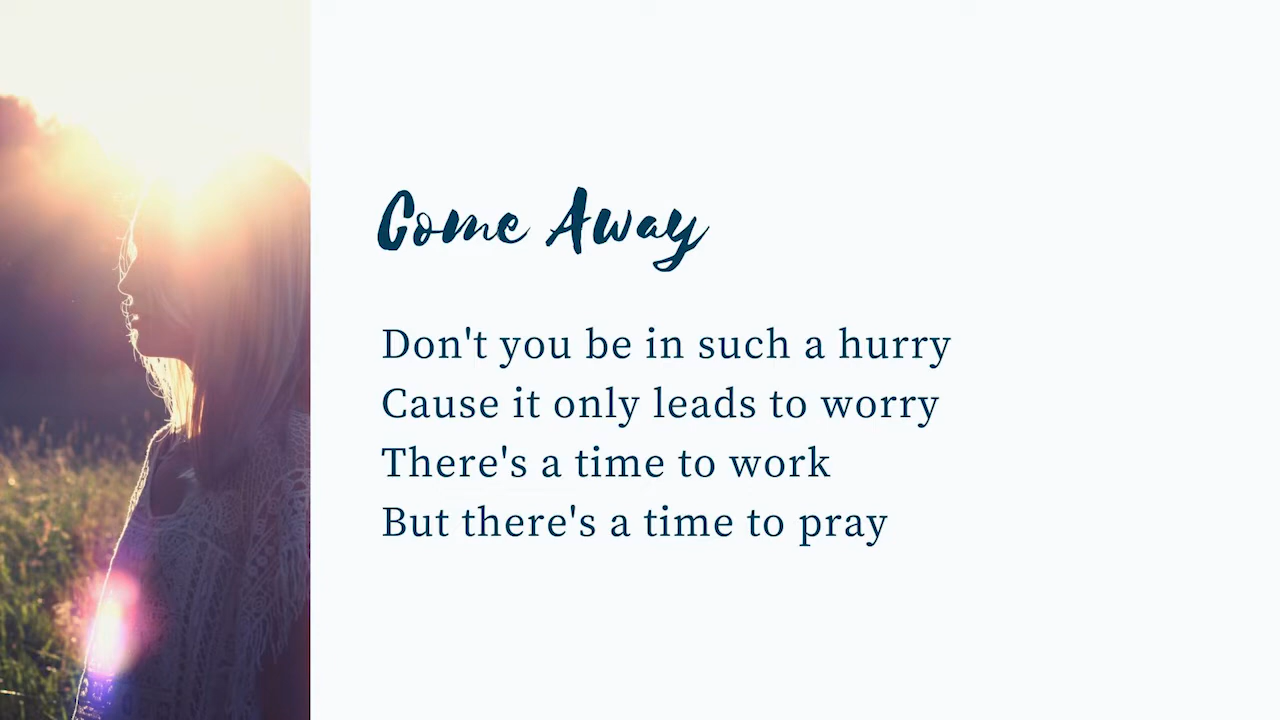 Come Away
Don't you be in such a hurry
Cause it only leads to worry
There's a time to work
But there's a time to pray